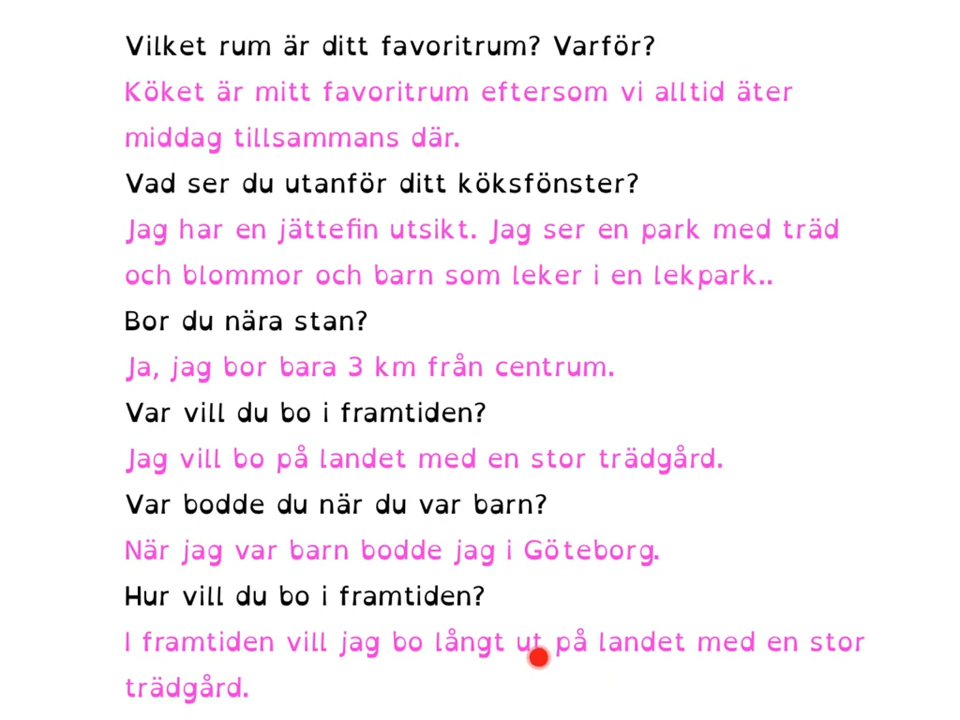 Vilket rum är ditt favoritrum? Varför?
Köket är mitt favoritrum eftersom vi alltid äter
middag tillsammans där.
Vad ser du utanför ditt köksfönster?
Jag har en jättefin utsikt. Jag ser en park med träd
och blommor och barn som leker i en lekpark..
Bor du nära stan?
Ja, jag bor bara 3 km från centrum.
Var vill du bo i framtiden?
Jag vill bo på landet med en stor trädgård.
Var bodde du när du var barn?
När jag var barn bodde jag i Göteborg.
Hur vill du bo i framtiden?
I framtiden vill jag bo långt ut på landet med en stor
trädgård.